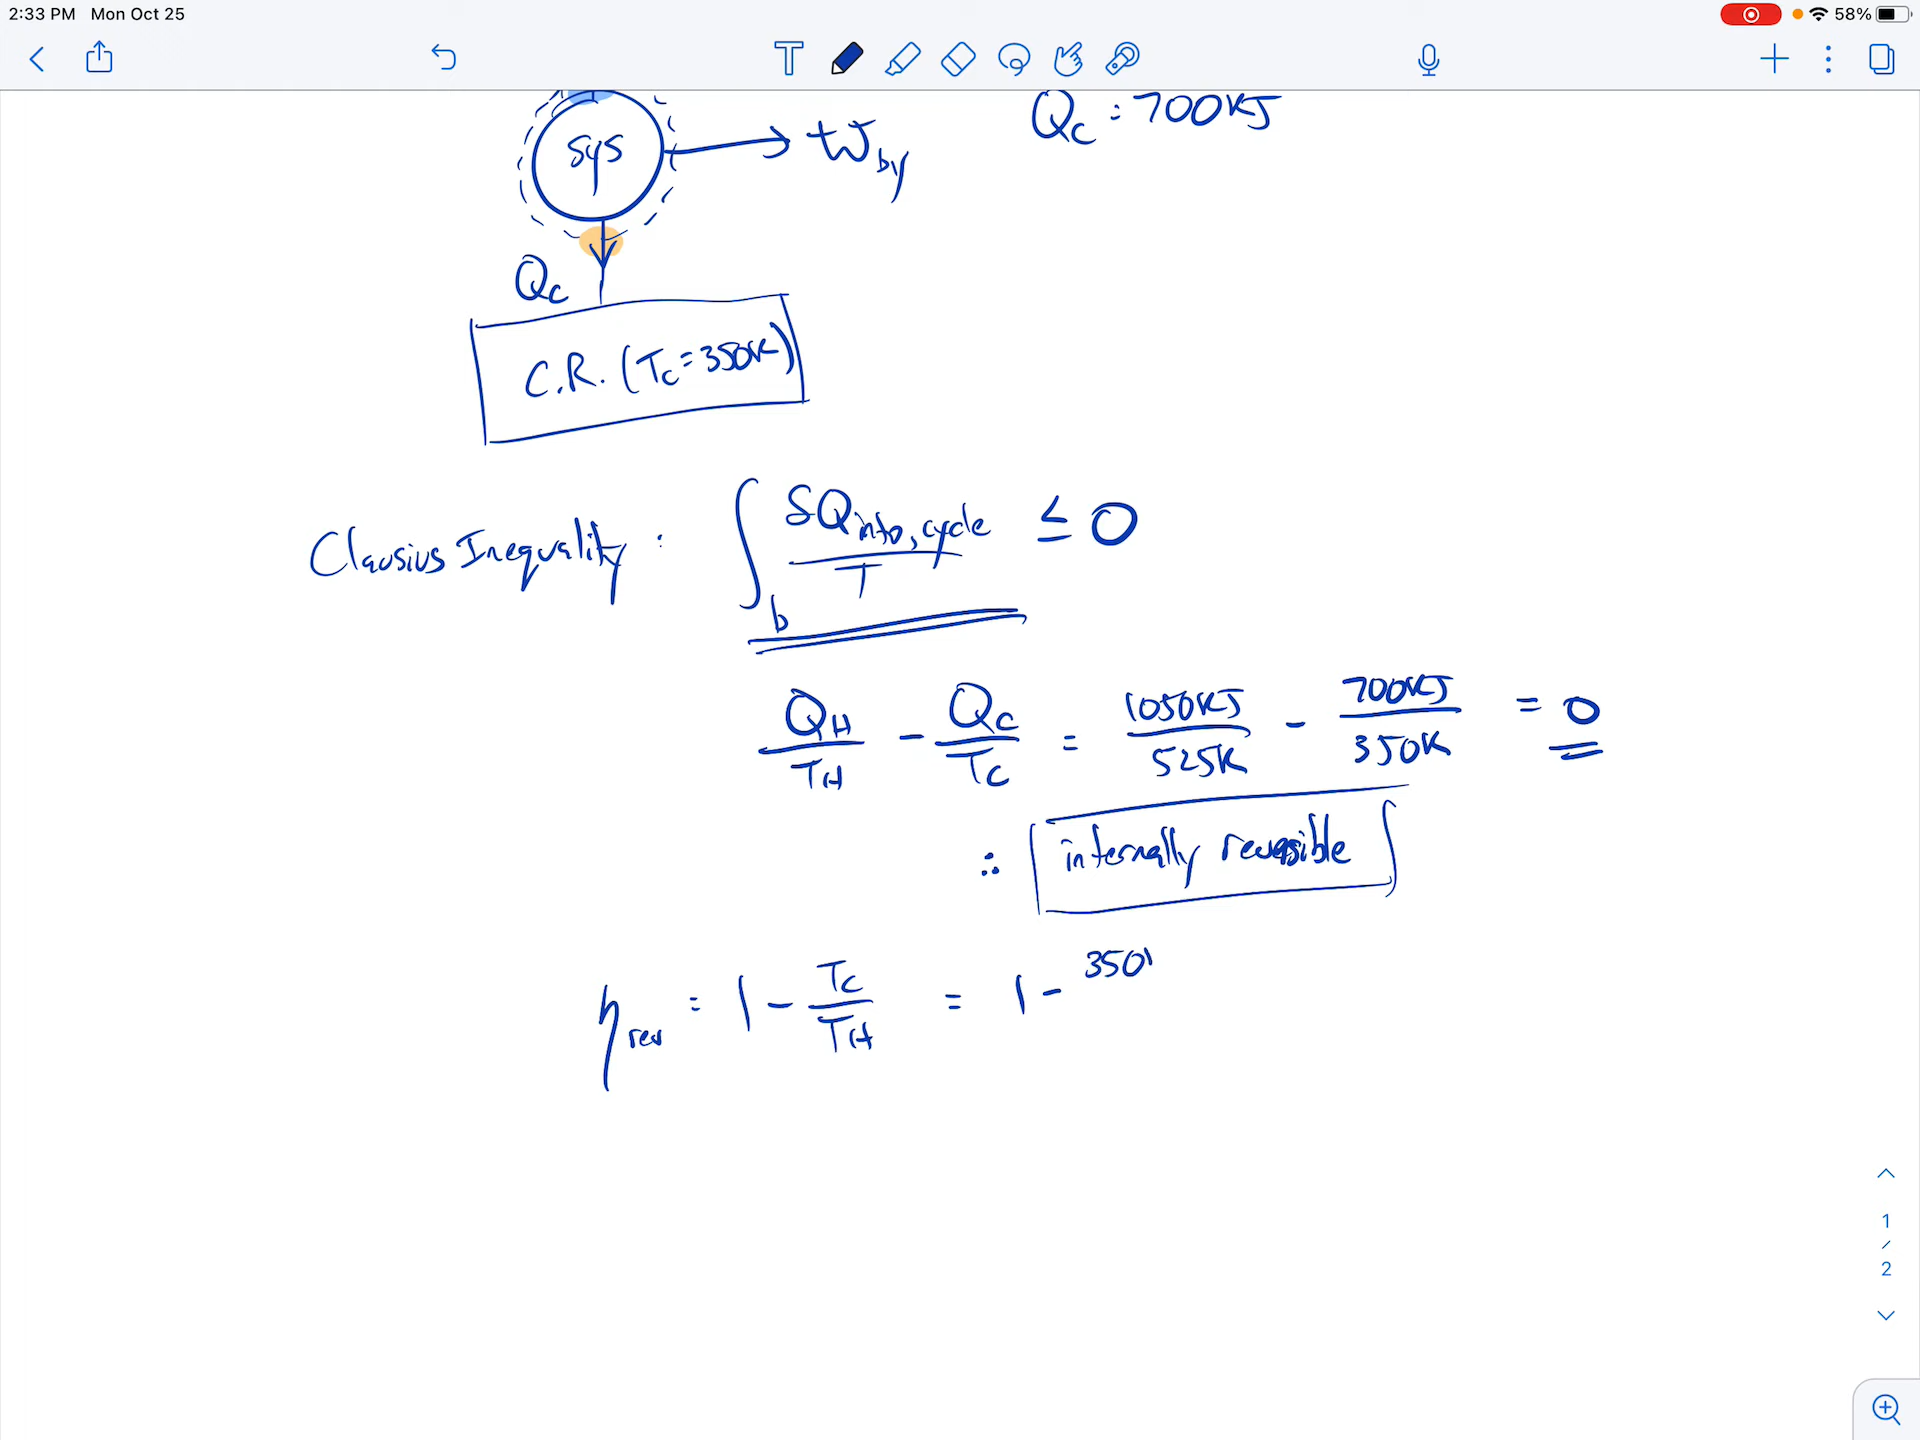 2:33 PM Mon Oct 25 58%
T
sys
W by
Qc : 700KJ
Qc
C.R. (Tc = 350K)
Clausius Inequality : ∫b δQinto,cycle / T ≤ 0
QH / TH - Qc / Tc = 1050KJ / 525K - 700KJ / 350K = 0
∴ internally reversible
ηrev = 1 - Tc / TH = 1 - 350
1
/
2